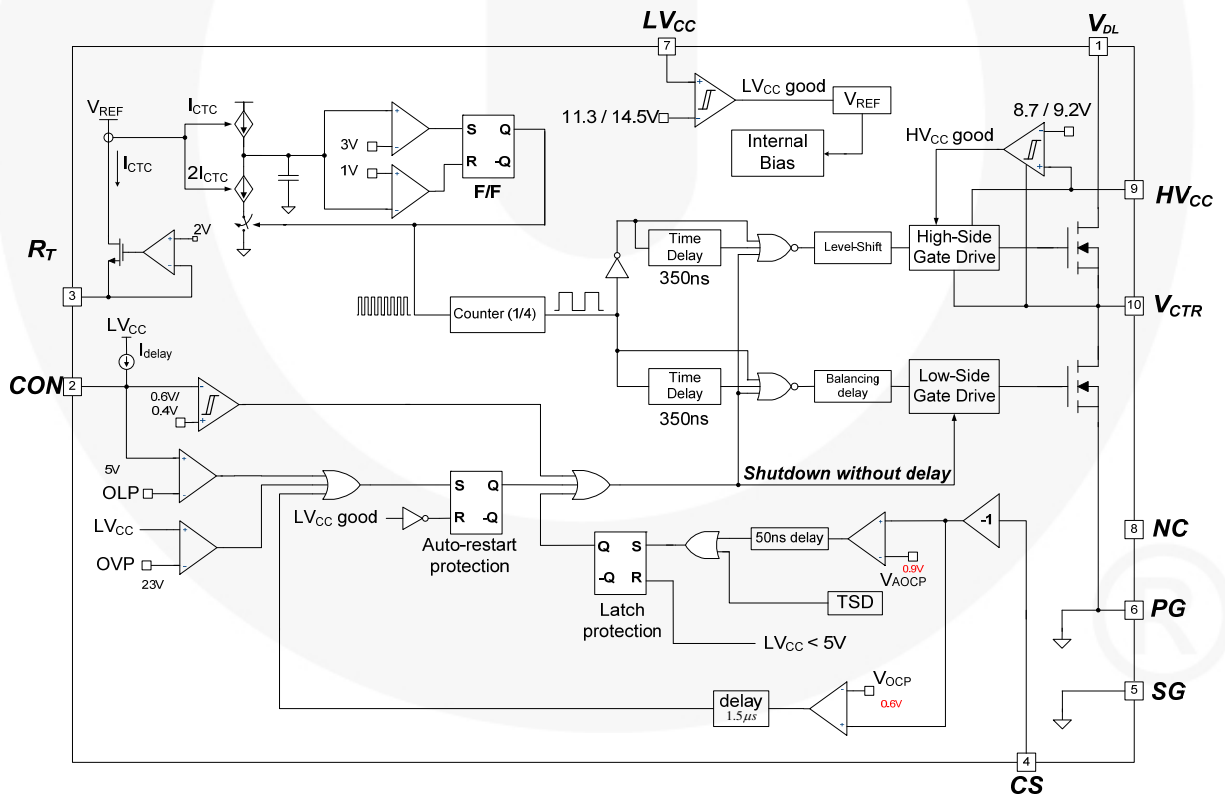 LVCC
VDL
7
1
VREF
ICTC
ICTC
2ICTC
3V
1V
S Q
R -Q
F/F
+
-
+
-
LVCC good
11.3 / 14.5V
VREF
Internal
Bias
8.7 / 9.2V
HVCC good
9
HVCC
2V
RT
3
Time
Delay
350ns
Level-Shift
High-Side
Gate Drive
10
VCTR
Counter (1/4)
LVCC
Idelay
CON
2
0.6V/
0.4V
Time
Delay
350ns
Balancing
delay
Low-Side
Gate Drive
5V
OLP
Shutdown without delay
S Q
R -Q
LVCC good
Auto-restart
protection
LVCC
OVP
23V
Q S
-Q R
Latch
protection
50ns delay
-1
0.9V
VAOCP
TSD
LVCC < 5V
8
NC
6
PG
5
SG
VOCP
0.6V
delay
1.5μs
4
CS
®